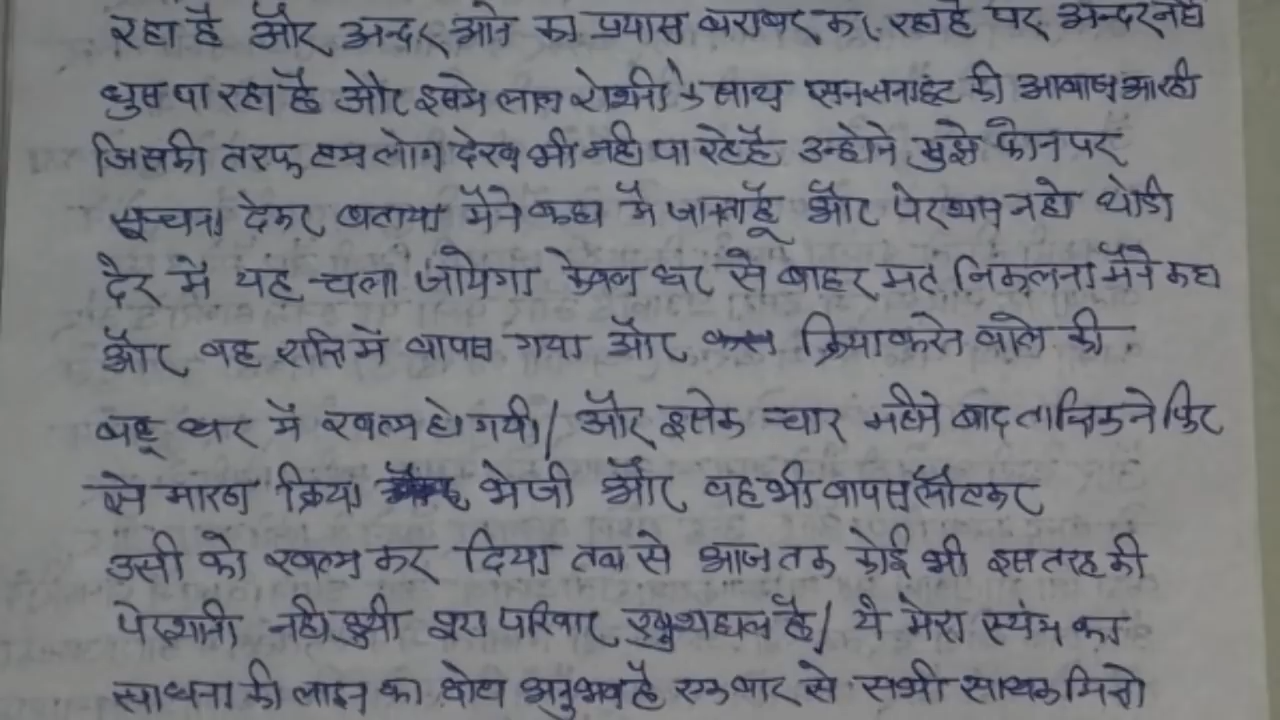 रहा है और अन्दर आने का प्रयास बराबर कर रहा है पर अन्दर नही
घुस पा रहा है और इसमे लाल रोशनी के साथ सनसनाहट की आवाज आ रही
जिसकी तरफ हम लोग देख भी नही पा रहे है उन्होने मुझे फोन पर
सूचना देकर बताया मैने कहा मै जानता हूँ और परेशान न हो थोडी
देर मे यह चला जायेगा केवल घर से बाहर मत निकलना मैने कहा
और वह रात्रि मे वापस गया और क्रिया करने वाले की
बहू घर मे खत्म हो गयी। और इसके चार महीने बाद तान्त्रिक ने फिर
से मारण क्रिया भेजी और वह भी वापस लौटकर
उसी को खत्म कर दिया तब से आज तक कोई भी इस तरह की
परेशानी नही हुयी पूरा परिवार खुशहाल है। ये मेरा स्यंम का
साधना की लाइन का अनुभव है एक बार से सभी साधक मित्रो